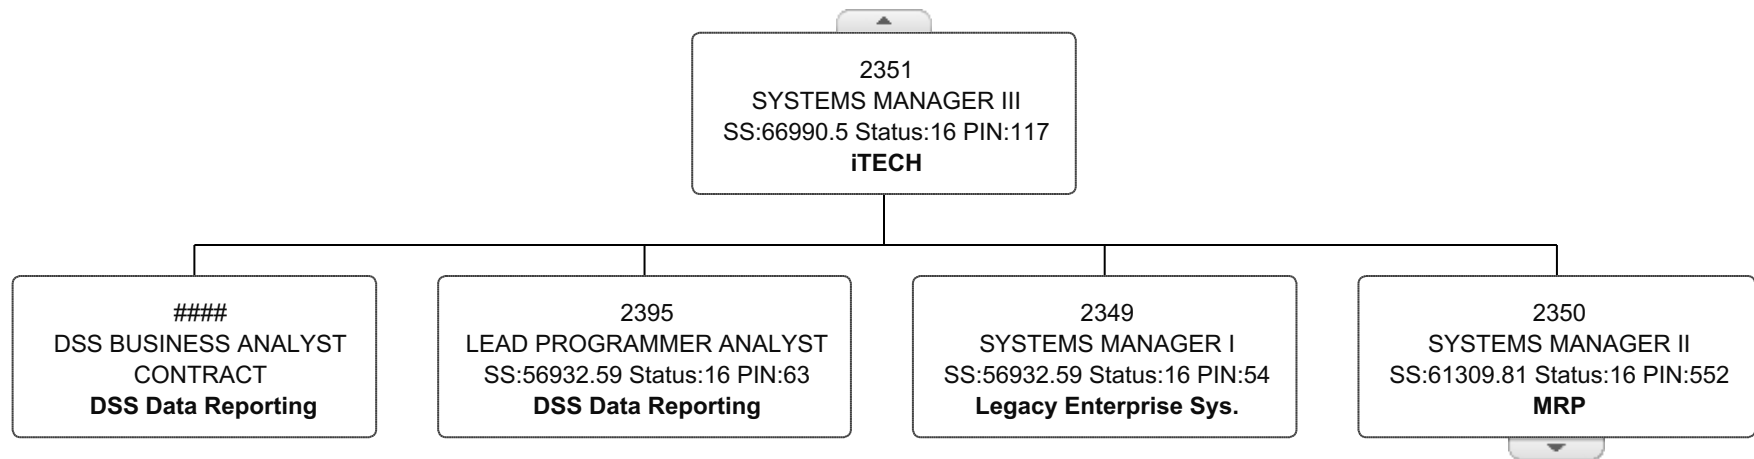 2351
SYSTEMS MANAGER III
SS:66990.5 Status:16 PIN:117
iTECH
####
DSS BUSINESS ANALYST
CONTRACT
DSS Data Reporting
2395
LEAD PROGRAMMER ANALYST
SS:56932.59 Status:16 PIN:63
DSS Data Reporting
2349
SYSTEMS MANAGER I
SS:56932.59 Status:16 PIN:54
Legacy Enterprise Sys.
2350
SYSTEMS MANAGER II
SS:61309.81 Status:16 PIN:552
MRP